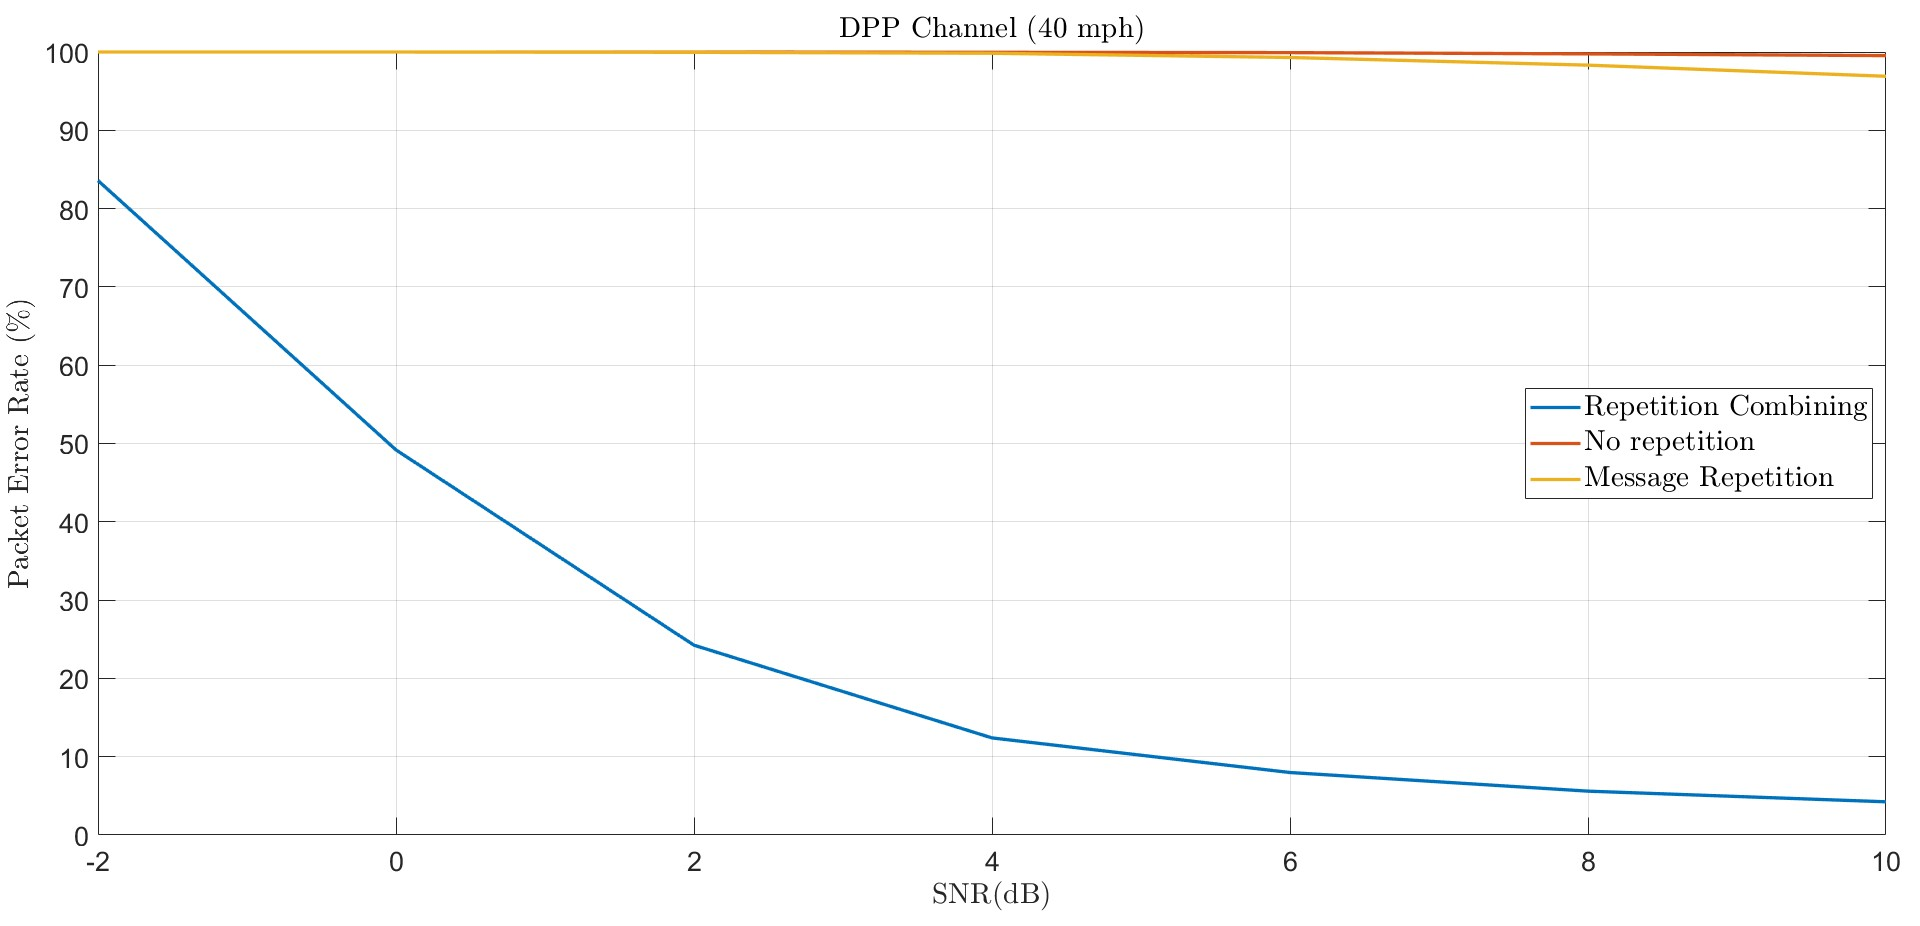 DPP Channel (40 mph)
100
90
80
70
60
50
40
30
20
10
0
Packet Error Rate (%)
Repetition Combining
No repetition
Message Repetition
-2 0 2 4 6 8 10
SNR(dB)